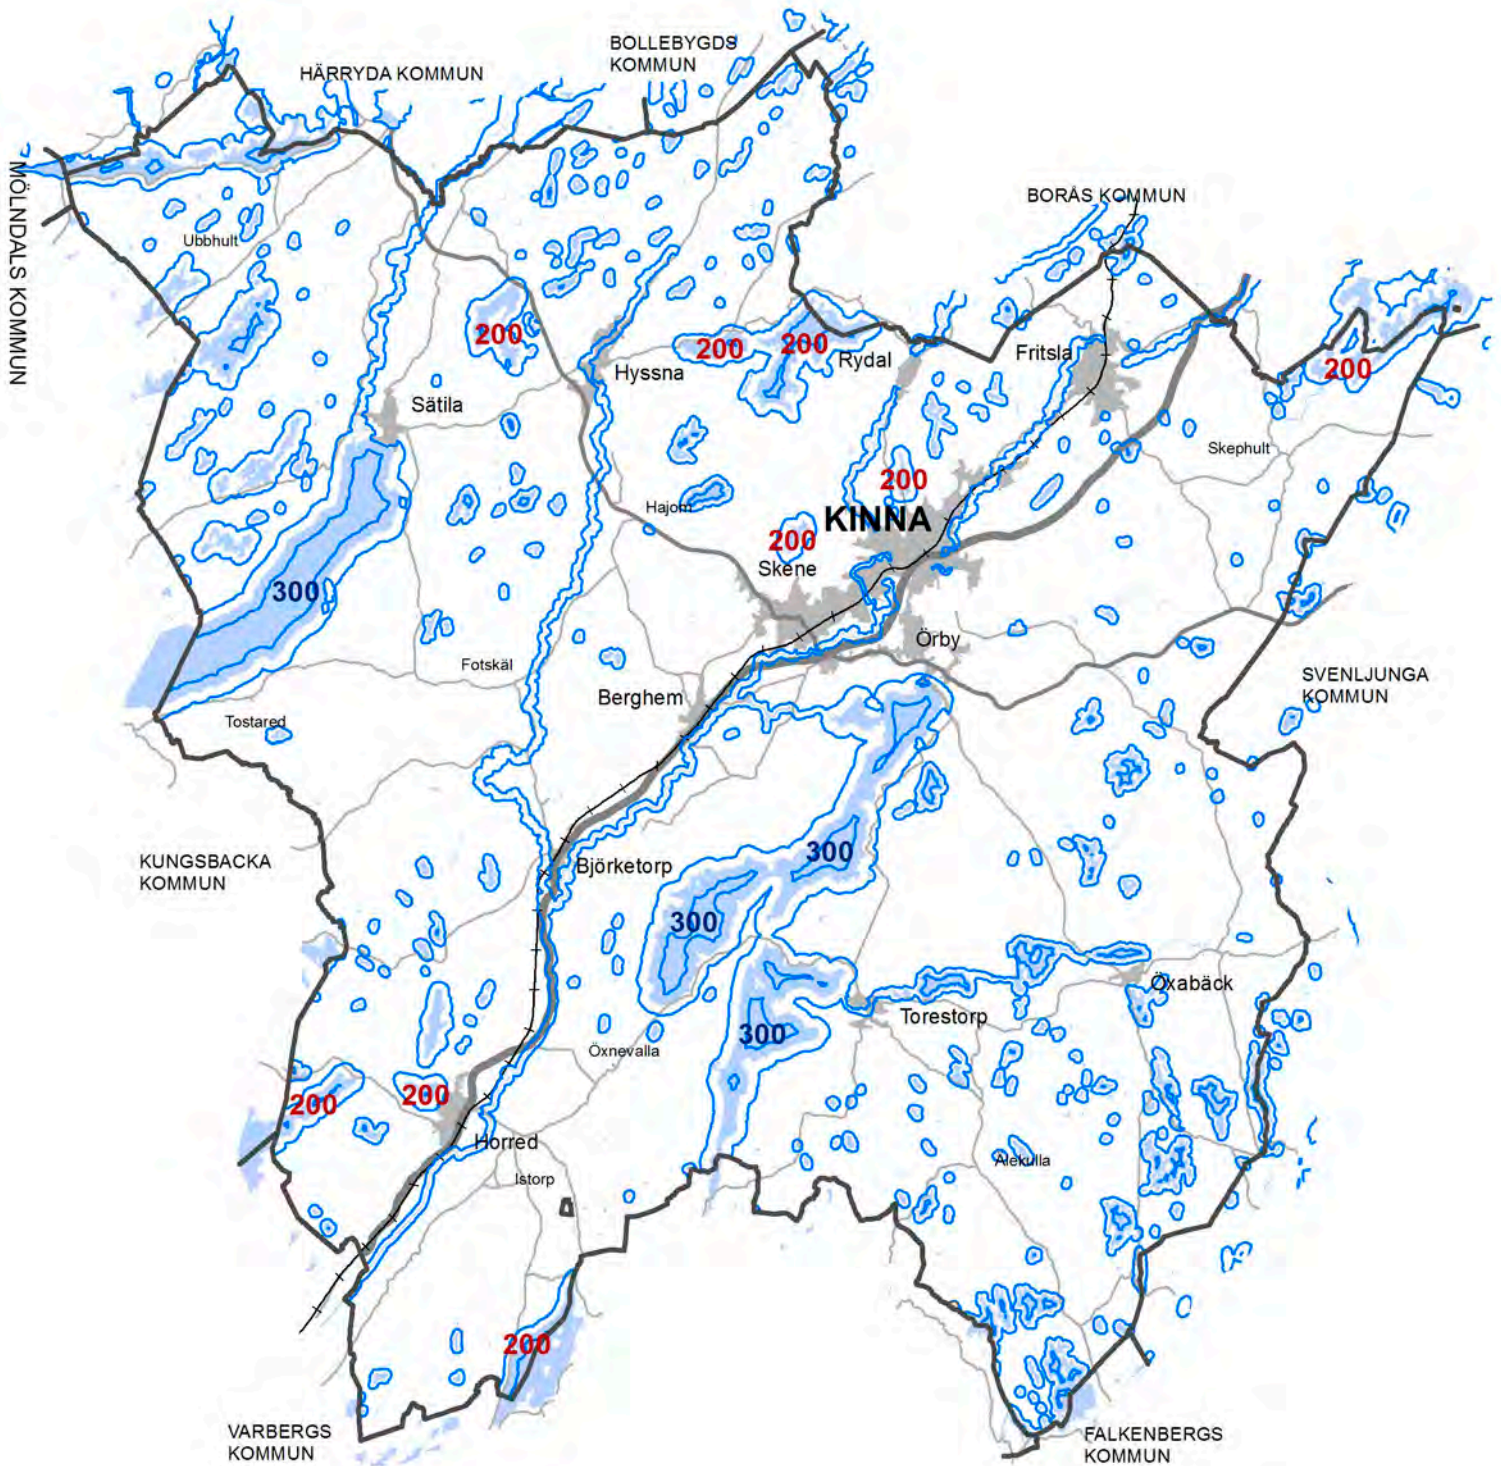 BOLLEBYGDS
KOMMUN
HÄRRYDA KOMMUN
MÖLNDALS KOMMUN
BORÅS KOMMUN
Ubbhult
200
200
200
Rydal
Fritsla
200
Hyssna
Sätila
Skephult
200
Hajom
KINNA
200
Skene
300
Örby
Fotskäl
SVENLJUNGA
KOMMUN
Berghem
Tostared
300
KUNGSBACKA
KOMMUN
Björketorp
300
Öxabäck
Torestorp
300
Öxnevalla
200
200
Horred
Istorp
Älekulla
200
VARBERGS
KOMMUN
FALKENBERGS
KOMMUN